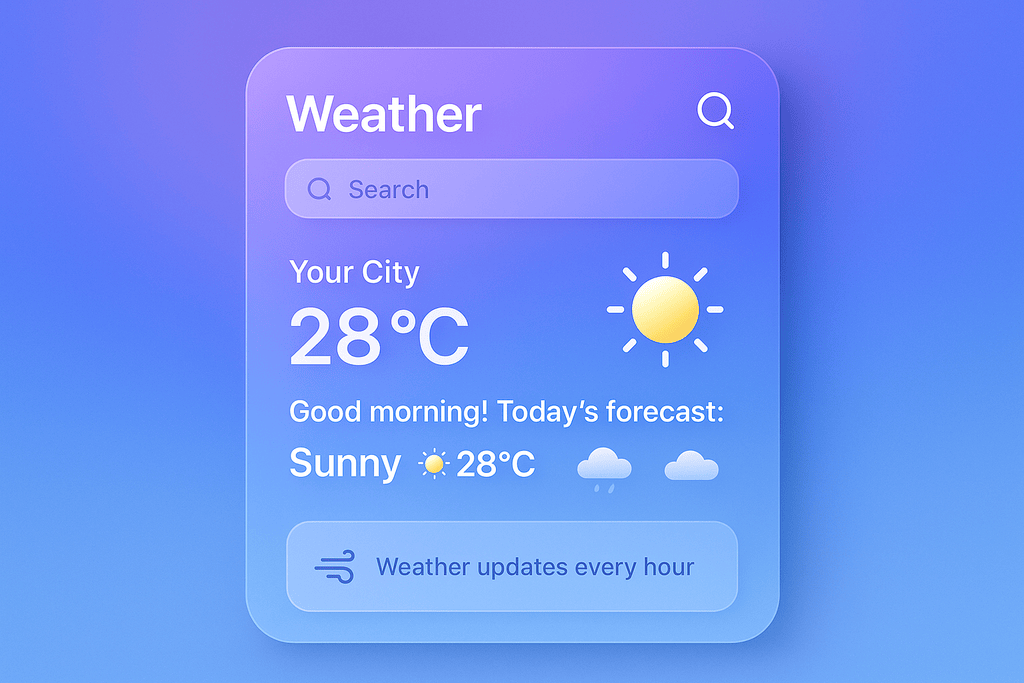 Weather
Search
Your City
28°C
Good morning! Today's forecast:
Sunny 28°C
Weather updates every hour